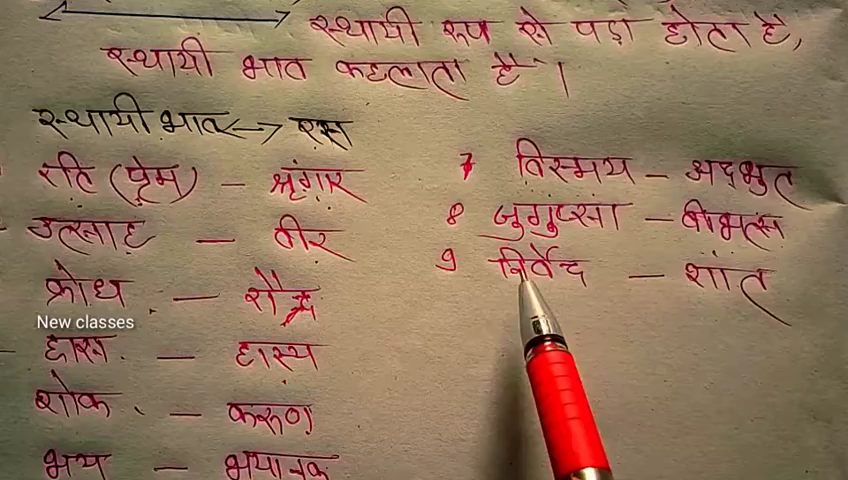 स्थायी रूप से पड़ा होता है,
स्थायी भाव कहलाता है।
स्थायी भाव → रस
रति (प्रेम) – श्रृंगार
उत्साह – वीर
क्रोध – रौद्र
New classes
हास – हास्य
शोक – करुण
भय – भयानक
7 विस्मय – अद्भुत
8 जुगुप्सा – बीभत्स
9 निर्वेद – शांत